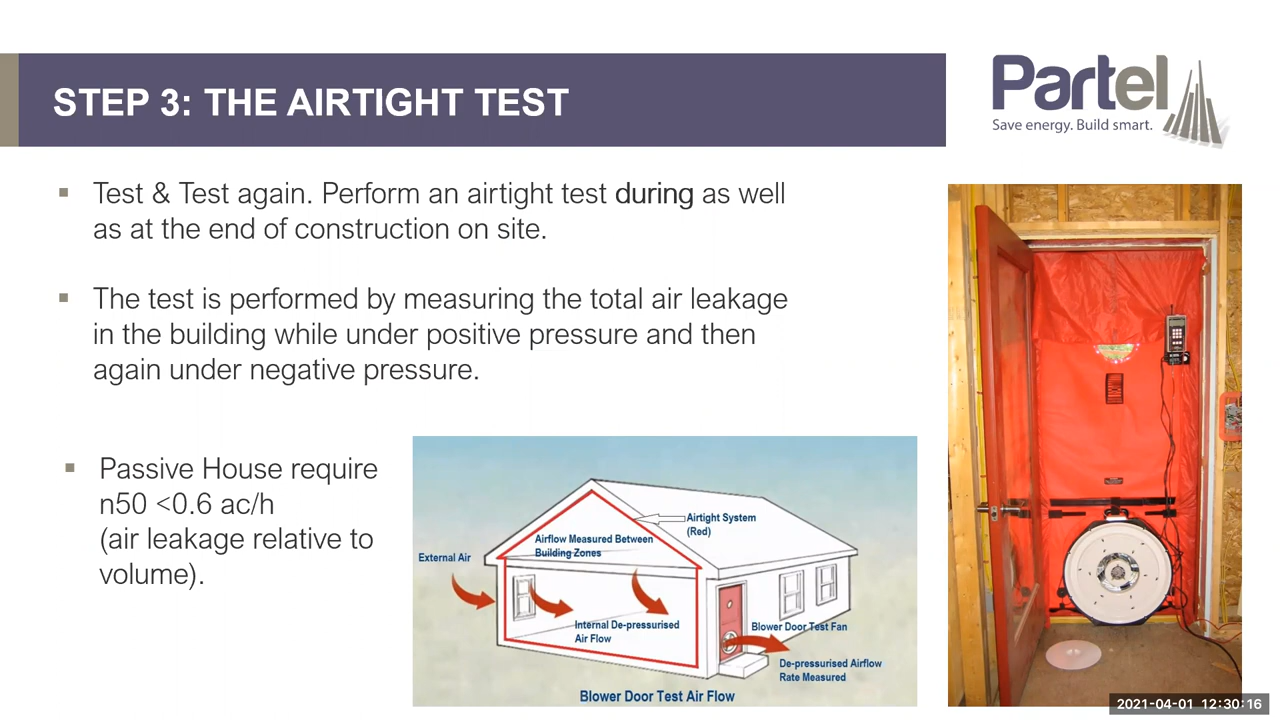 STEP 3: THE AIRTIGHT TEST
Partel
Save energy. Build smart.
Test & Test again. Perform an airtight test during as well
as at the end of construction on site.
The test is performed by measuring the total air leakage
in the building while under positive pressure and then
again under negative pressure.
Passive House require
n50 <0.6 ac/h
(air leakage relative to
volume).
Airtight System
(Red)
Airflow Measured Between
Building Zones
External Air
Internal De-pressurised
Air Flow
Blower Door Test Fan
De-pressurised Airflow
Rate Measured
Blower Door Test Air Flow
2021-04-01 12:30:16